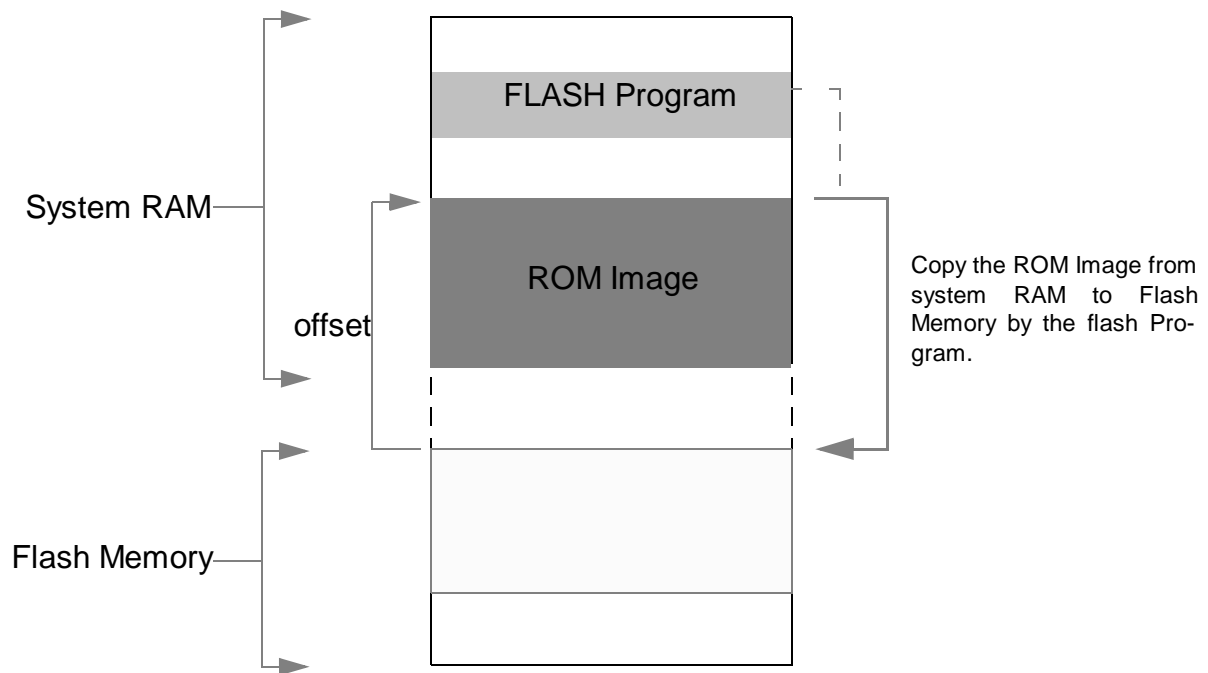 FLASH Program
System RAM
ROM Image
offset
Copy the ROM Image from
system RAM to Flash
Memory by the flash Pro-
gram.
Flash Memory